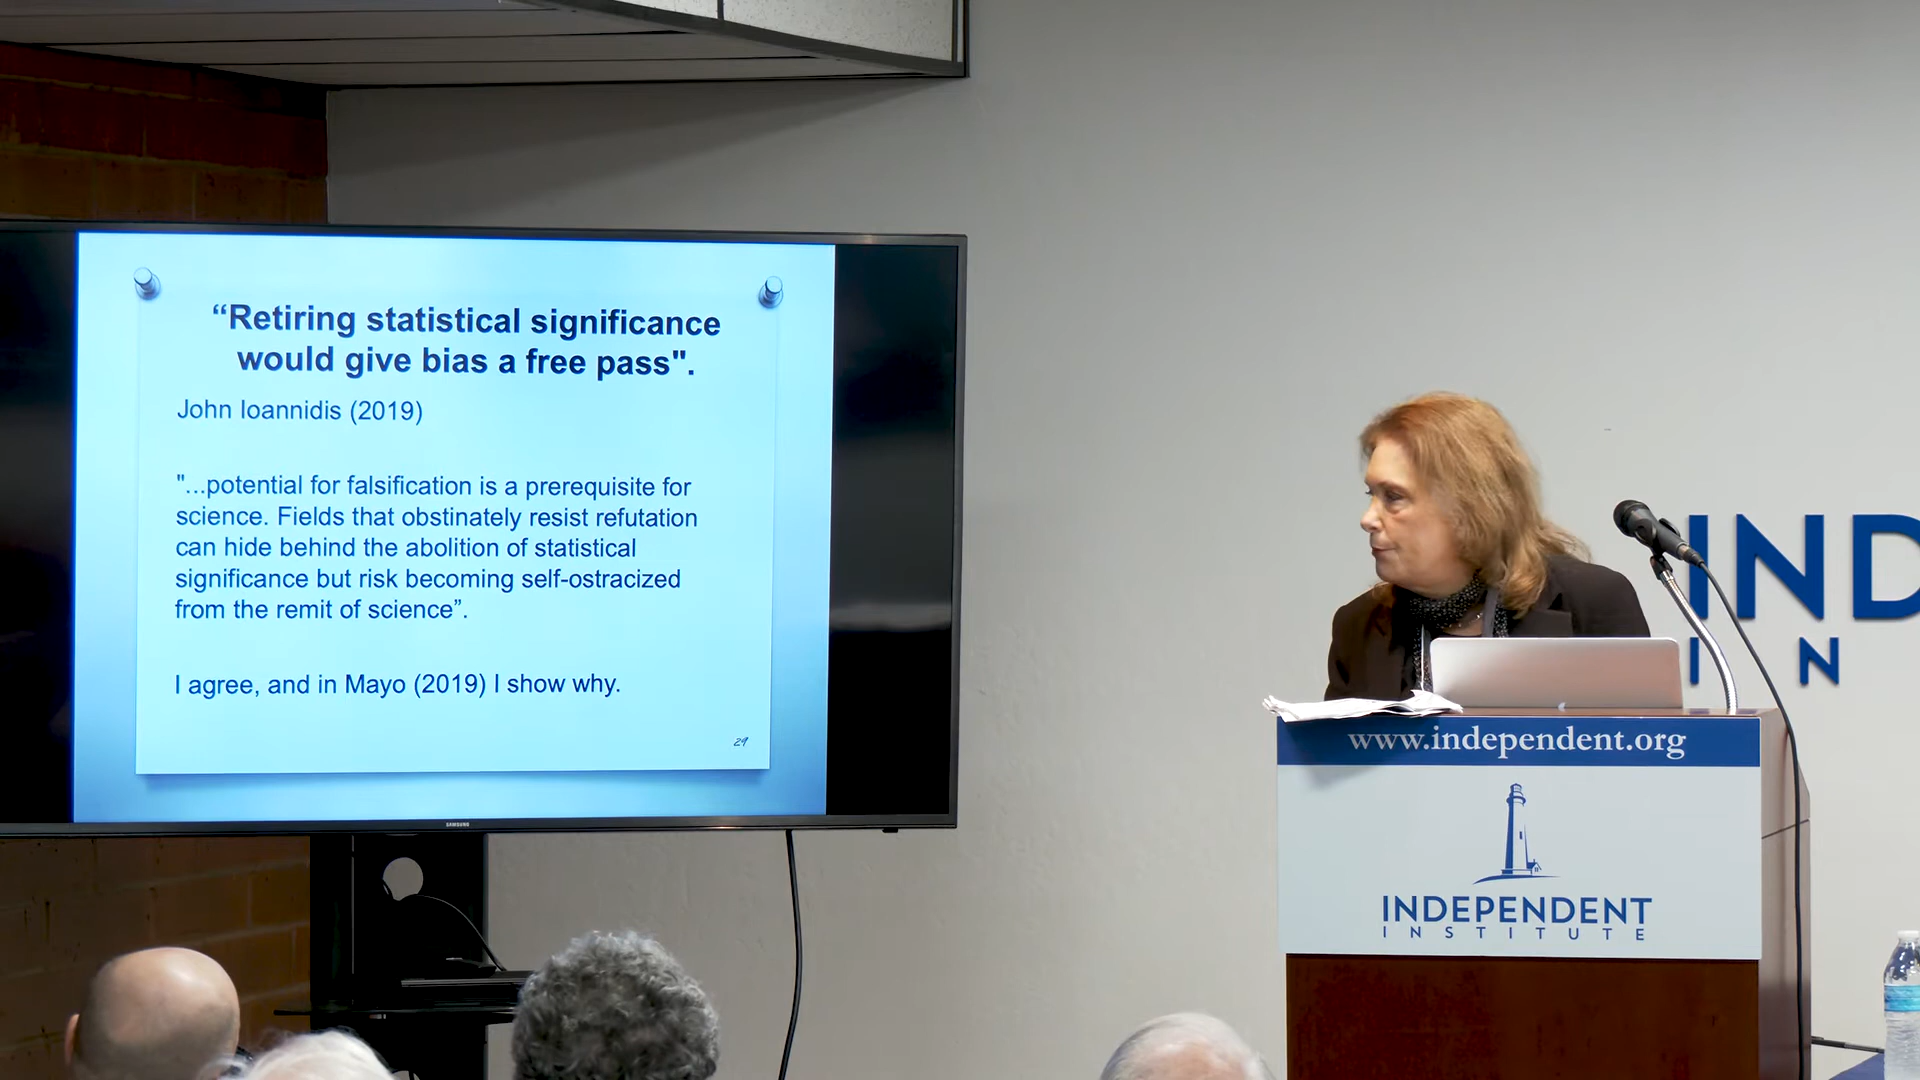 “Retiring statistical significance
would give bias a free pass".
John Ioannidis (2019)
"...potential for falsification is a prerequisite for
science. Fields that obstinately resist refutation
can hide behind the abolition of statistical
significance but risk becoming self-ostracized
from the remit of science”.
I agree, and in Mayo (2019) I show why.
29
SAMSUNG
IND
I N
www.independent.org
INDEPENDENT
INSTITUTE